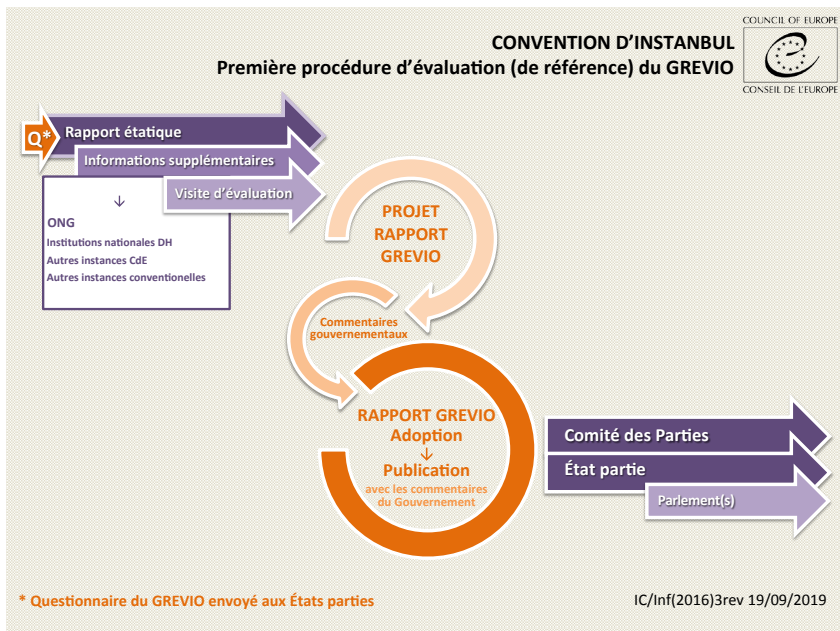 COUNCIL OF EUROPE
CONSEIL DE L'EUROPE
CONVENTION D'INSTANBUL
Première procédure d'évaluation (de référence) du GREVIO
Q*
Rapport étatique
Informations supplémentaires
Visite d'évaluation
↓
ONG
Institutions nationales DH
Autres instances CdE
Autres instances conventionelles
PROJET
RAPPORT
GREVIO
Commentaires
gouvernementaux
RAPPORT GREVIO
Adoption
↓
Publication
avec les commentaires
du Gouvernement
Comité des Parties
État partie
Parlement(s)
* Questionnaire du GREVIO envoyé aux États parties
IC/Inf(2016)3rev 19/09/2019